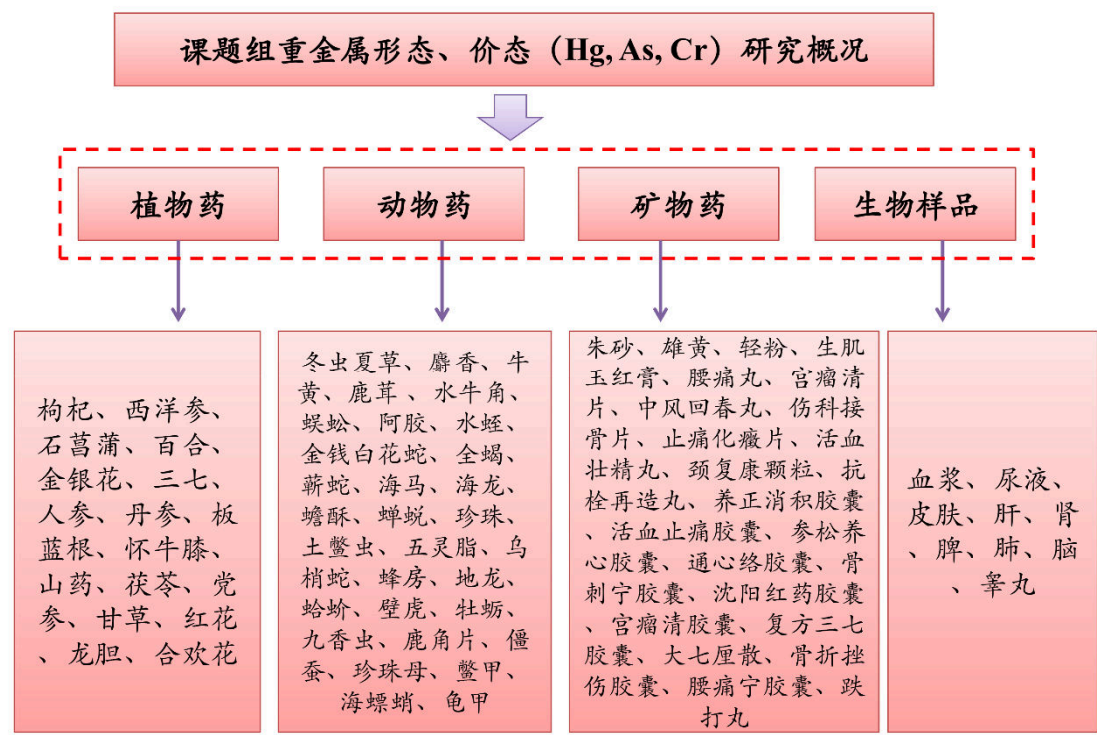 课题组重金属形态、价态（Hg, As, Cr）研究概况
植物药
动物药
矿物药
生物样品
枸杞、西洋参、
石菖蒲 、百合、
金银花、三七、
人参、丹参、板
蓝根、怀牛膝、
山药、茯苓、党
参、甘草、红花
、龙胆、合欢花
冬虫夏草、麝香、牛
黄、鹿茸 、水牛角、
蜈蚣、阿胶、水蛭、
金钱白花蛇、全蝎、
蕲蛇、海马、海龙、
蟾酥、蝉蜕、珍珠、
土鳖虫、五灵脂、乌
梢蛇、蜂房、地龙、
蛤蚧、壁虎、牡蛎、
九香虫、鹿角片、僵
蚕、珍珠母、鳖甲、
海螵蛸、龟甲
朱砂、雄黄、轻粉、生肌
玉红膏、腰痛丸、宫瘤清
片、中风回春丸、伤科接
骨片、止痛化癥片、活血
壮精丸、颈复康颗粒、抗
栓再造丸、养正消积胶囊
、活血止痛胶囊、参松养
心胶囊、通心络胶囊、骨
刺宁胶囊、沈阳红药胶囊
、宫瘤清胶囊、复方三七
胶囊、大七厘散、骨折挫
伤胶囊、腰痛宁胶囊、跌
打丸
血浆、尿液、
皮肤、肝、肾
、脾、肺、脑
、睾丸